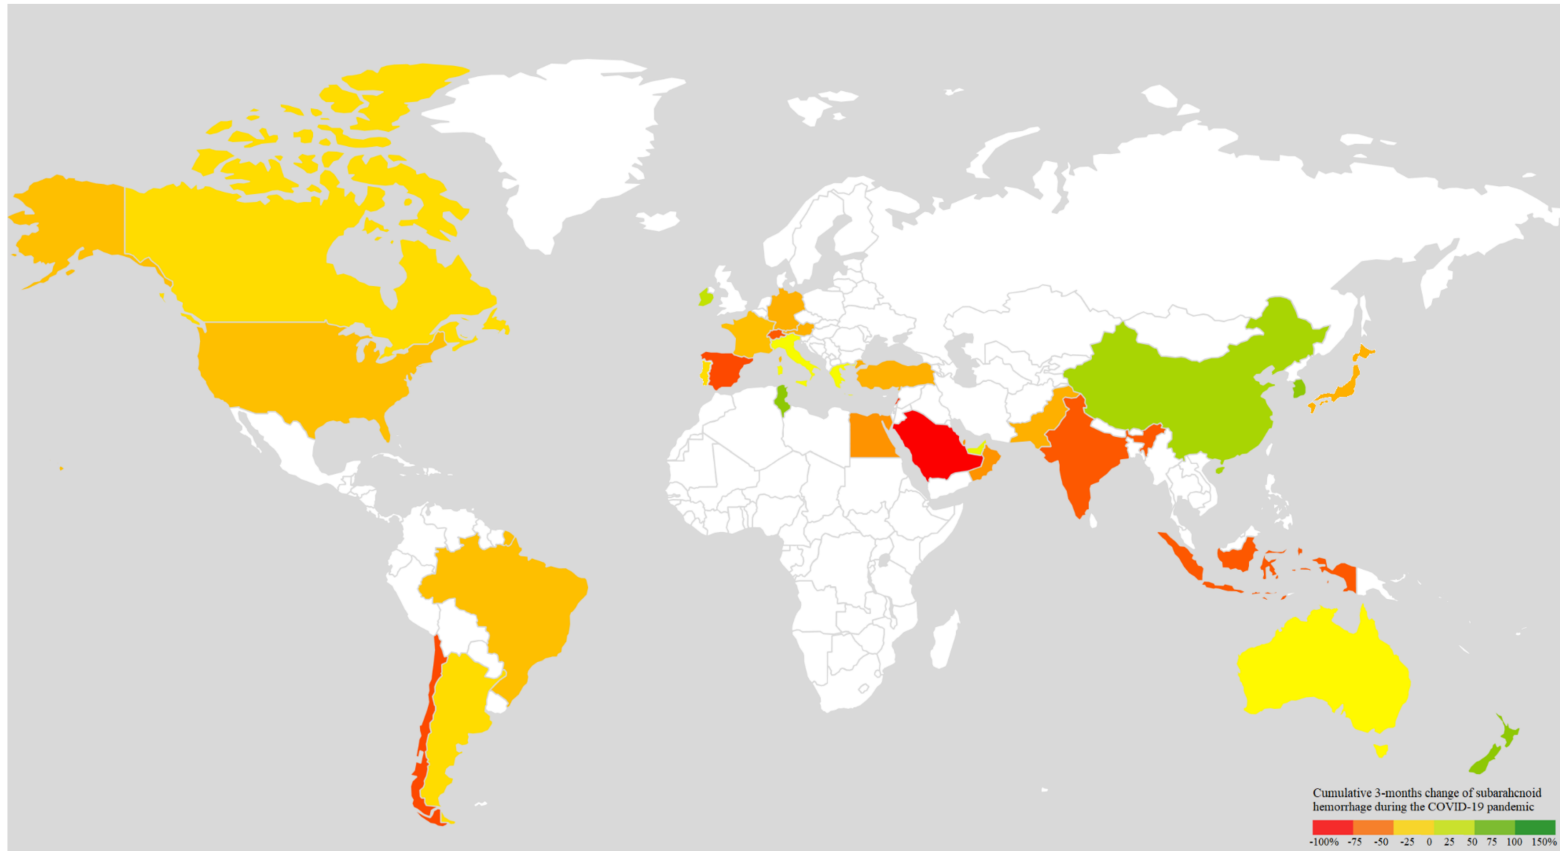 Cumulative 3-months change of subarahcnoid
hemorrhage during the COVID-19 pandemic
-100% -75 -50 -25 0 25 50 75 100 150%